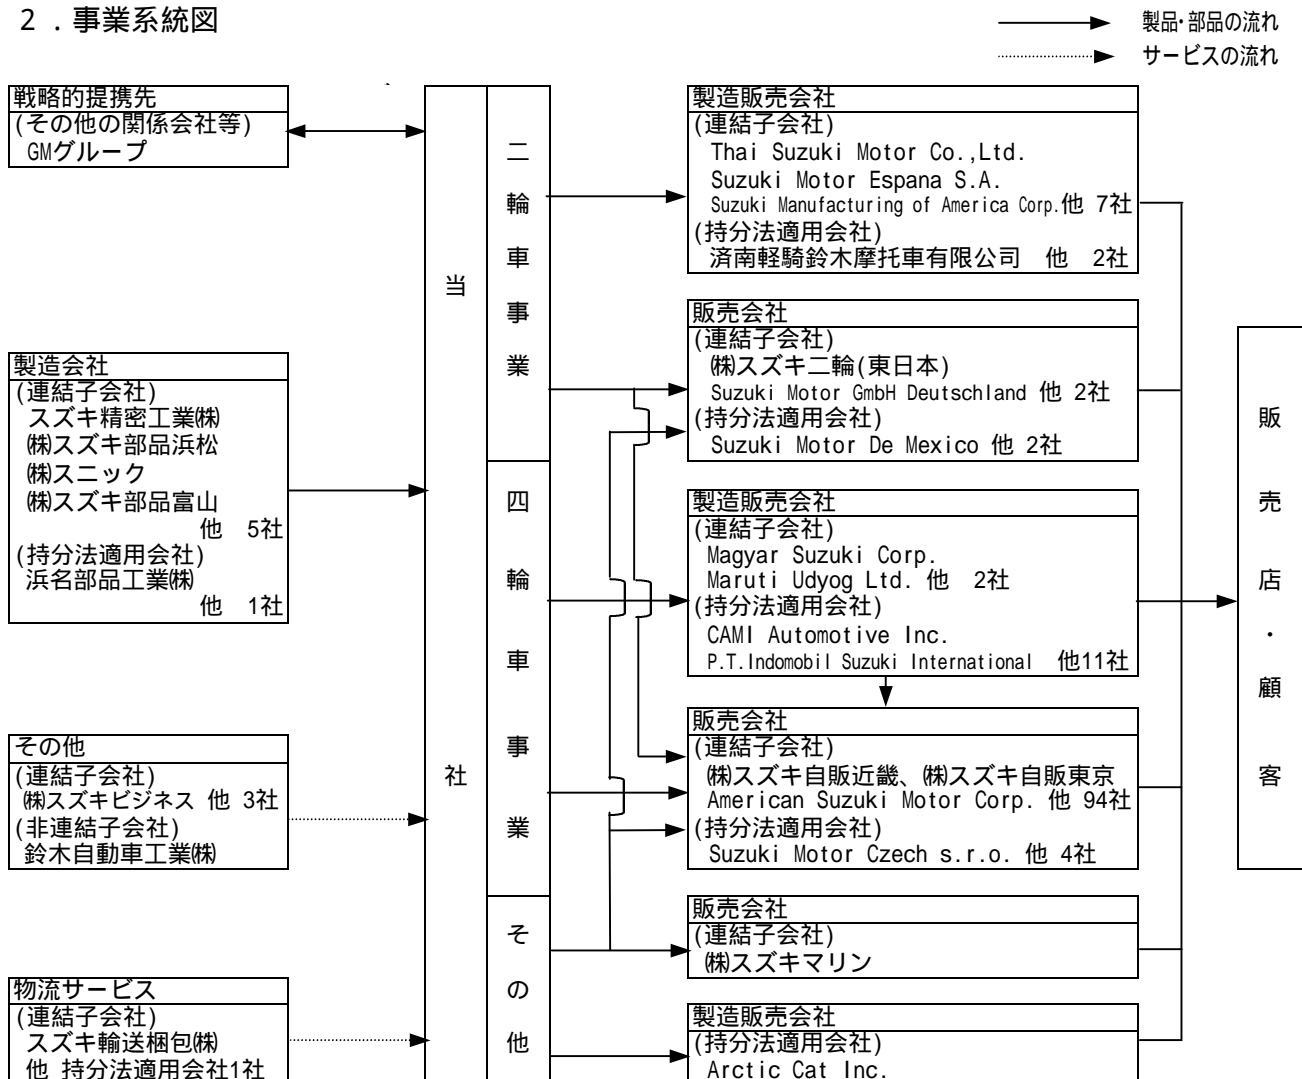 2．事業系統図
製品・部品の流れ
サービスの流れ
戦略的提携先
(その他の関係会社等)
GMグループ
製造会社
(連結子会社)
スズキ精密工業㈱
㈱スズキ部品浜松
㈱スニック
㈱スズキ部品富山
他 5社
(持分法適用会社)
浜名部品工業㈱
他 1社
その他
(連結子会社)
㈱スズキビジネス 他 3社
(非連結子会社)
鈴木自動車工業㈱
物流サービス
(連結子会社)
スズキ輸送梱包㈱
他 持分法適用会社1社
当社
二輪車事業
四輪車事業
その他
製造販売会社
(連結子会社)
Thai Suzuki Motor Co.,Ltd.
Suzuki Motor Espana S.A.
Suzuki Manufacturing of America Corp.他 7社
(持分法適用会社)
済南軽騎鈴木摩托車有限公司 他 2社
販売会社
(連結子会社)
㈱スズキ二輪(東日本)
Suzuki Motor GmbH Deutschland 他 2社
(持分法適用会社)
Suzuki Motor De Mexico 他 2社
製造販売会社
(連結子会社)
Magyar Suzuki Corp.
Maruti Udyog Ltd. 他 2社
(持分法適用会社)
CAMI Automotive Inc.
P.T.Indomobil Suzuki International 他11社
販売会社
(連結子会社)
㈱スズキ自販近畿、㈱スズキ自販東京
American Suzuki Motor Corp. 他 94社
(持分法適用会社)
Suzuki Motor Czech s.r.o. 他 4社
販売会社
(連結子会社)
㈱スズキマリン
製造販売会社
(持分法適用会社)
Arctic Cat Inc.
販売店・顧客